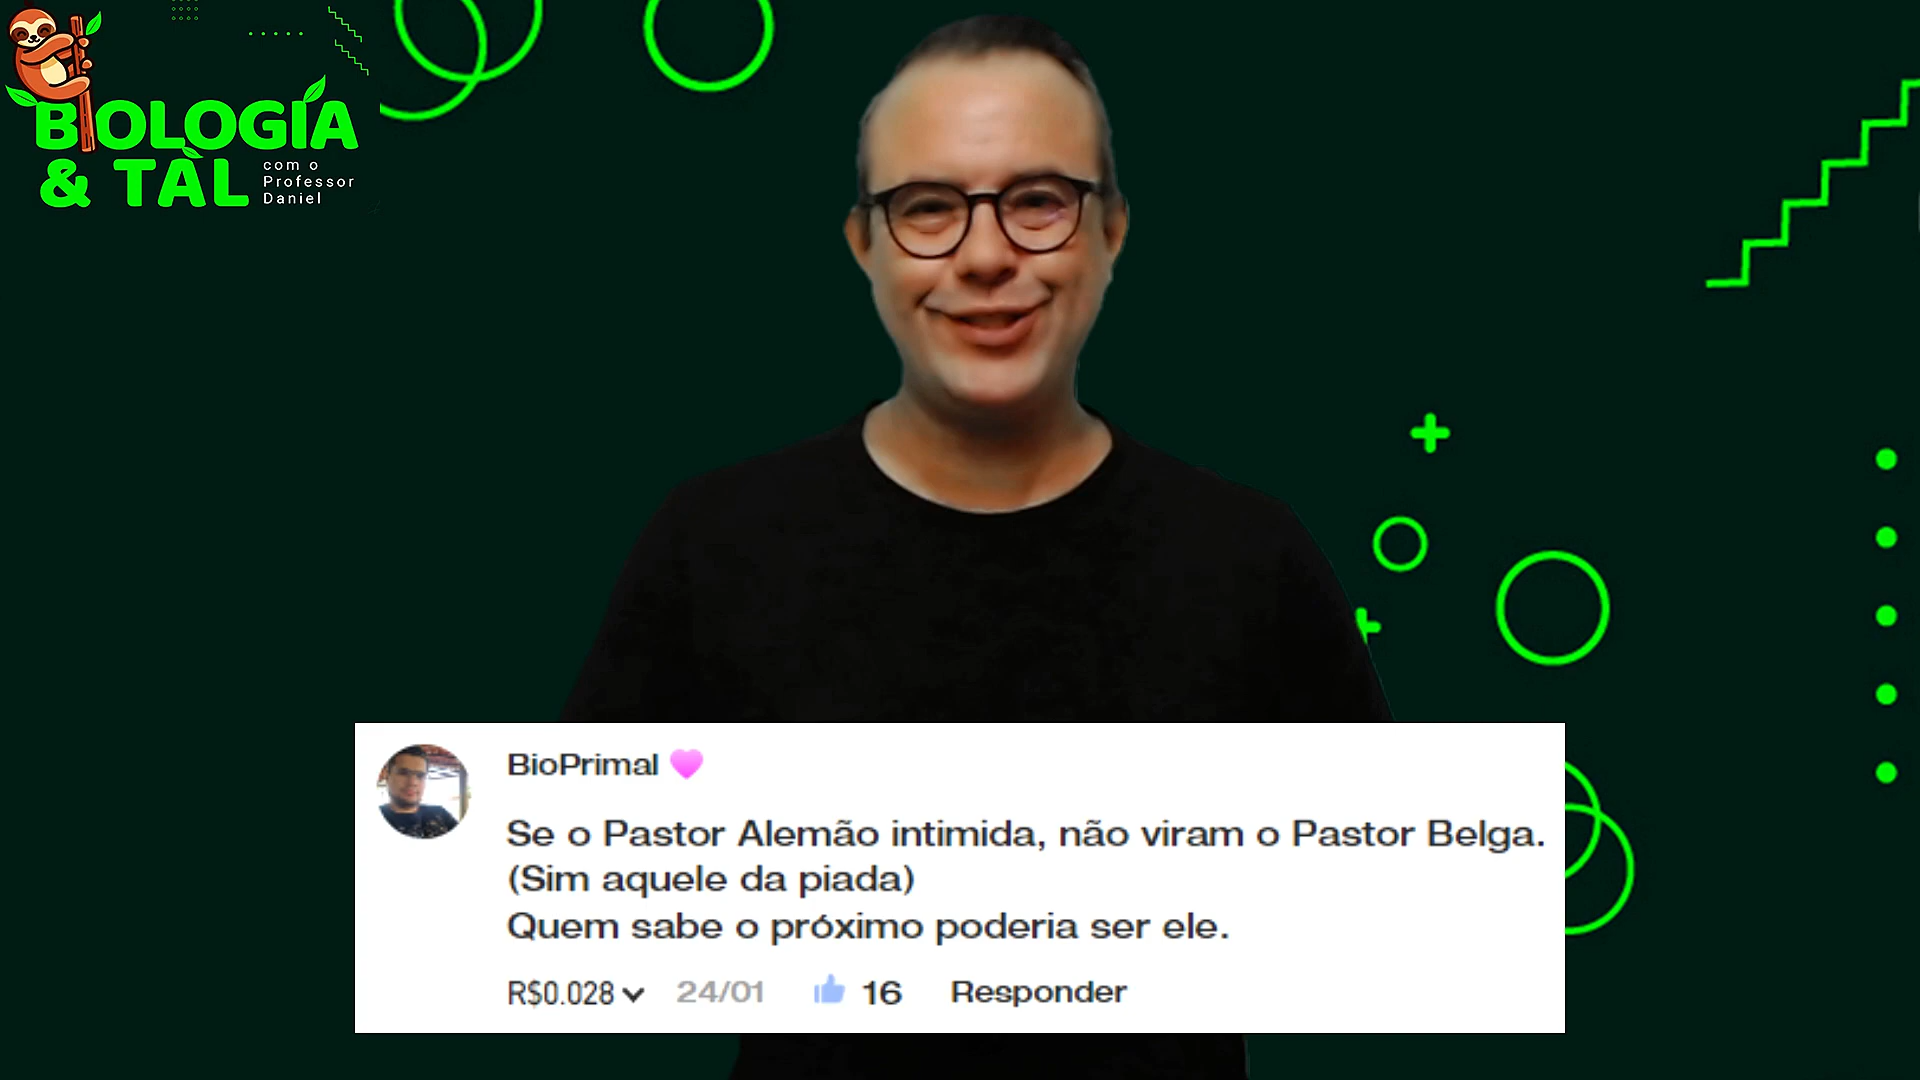 BIOLOGIA
& TAL
com o
Professor
Daniel
BioPrimal
Se o Pastor Alemão intimida, não viram o Pastor Belga.
(Sim aquele da piada)
Quem sabe o próximo poderia ser ele.
R$0.028 24/01 16 Responder